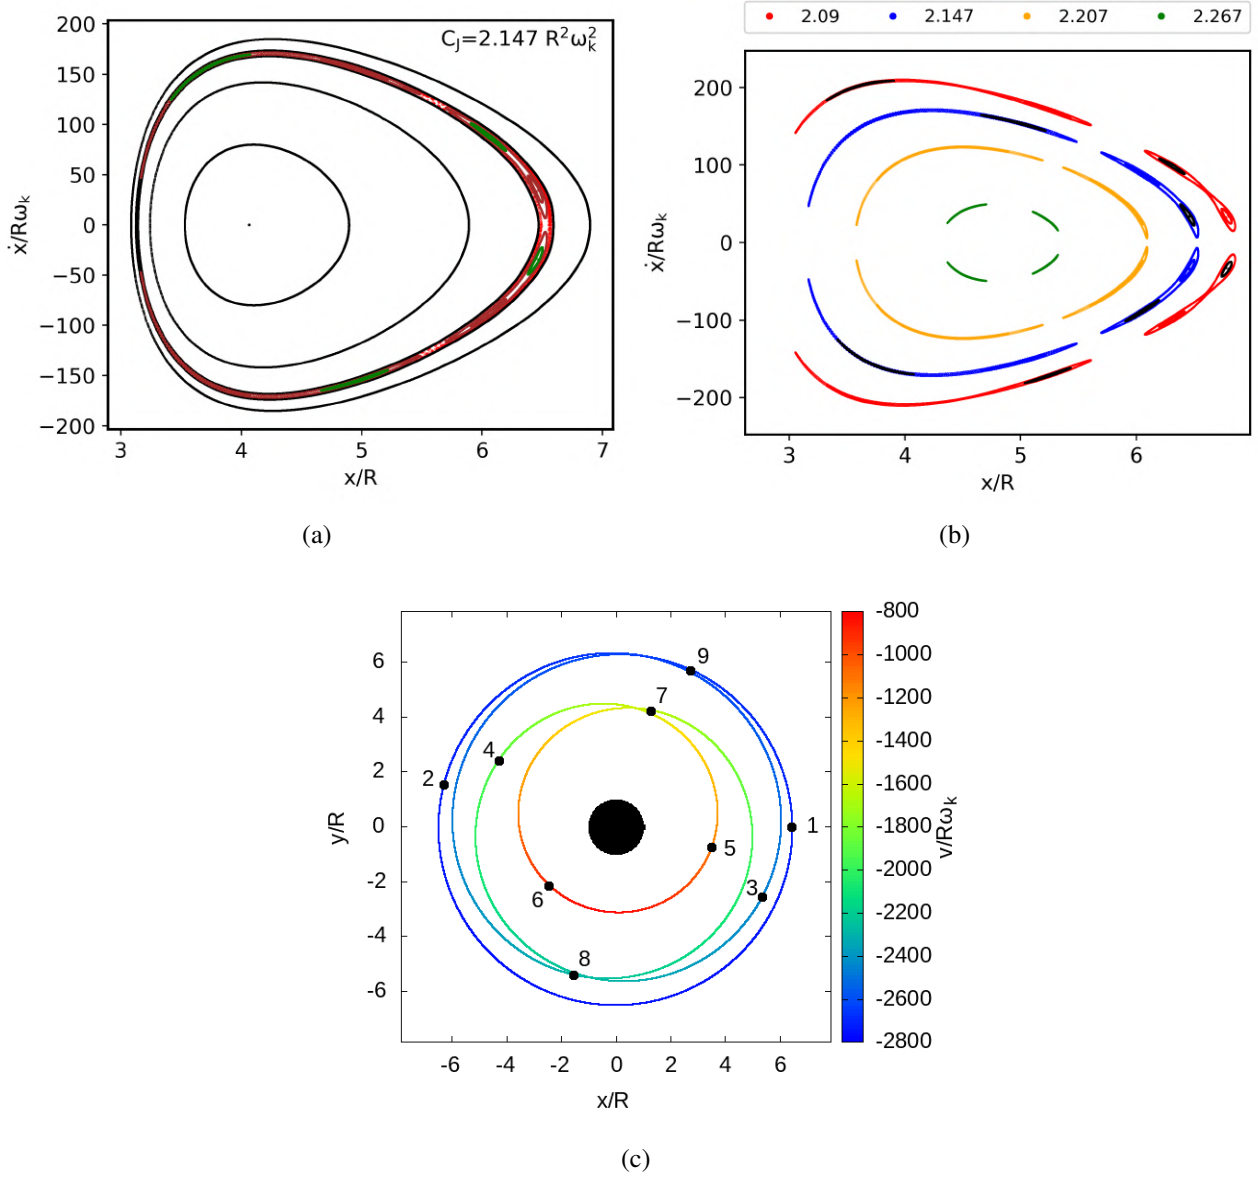 C_J=2.147 R²ω_k²
200
150
100
50
0
−50
−100
−150
−200
3 4 5 6 7
ẋ/Rω_k
x/R
(a)
2.09 2.147 2.207 2.267
200
100
0
−100
−200
3 4 5 6
ẋ/Rω_k
x/R
(b)
6
4
2
0
-2
-4
-6
-6 -4 -2 0 2 4 6
y/R
x/R
1
2
3
4
5
6
7
8
9
-800
-1000
-1200
-1400
-1600
-1800
-2000
-2200
-2400
-2600
-2800
v/Rω_k
(c)